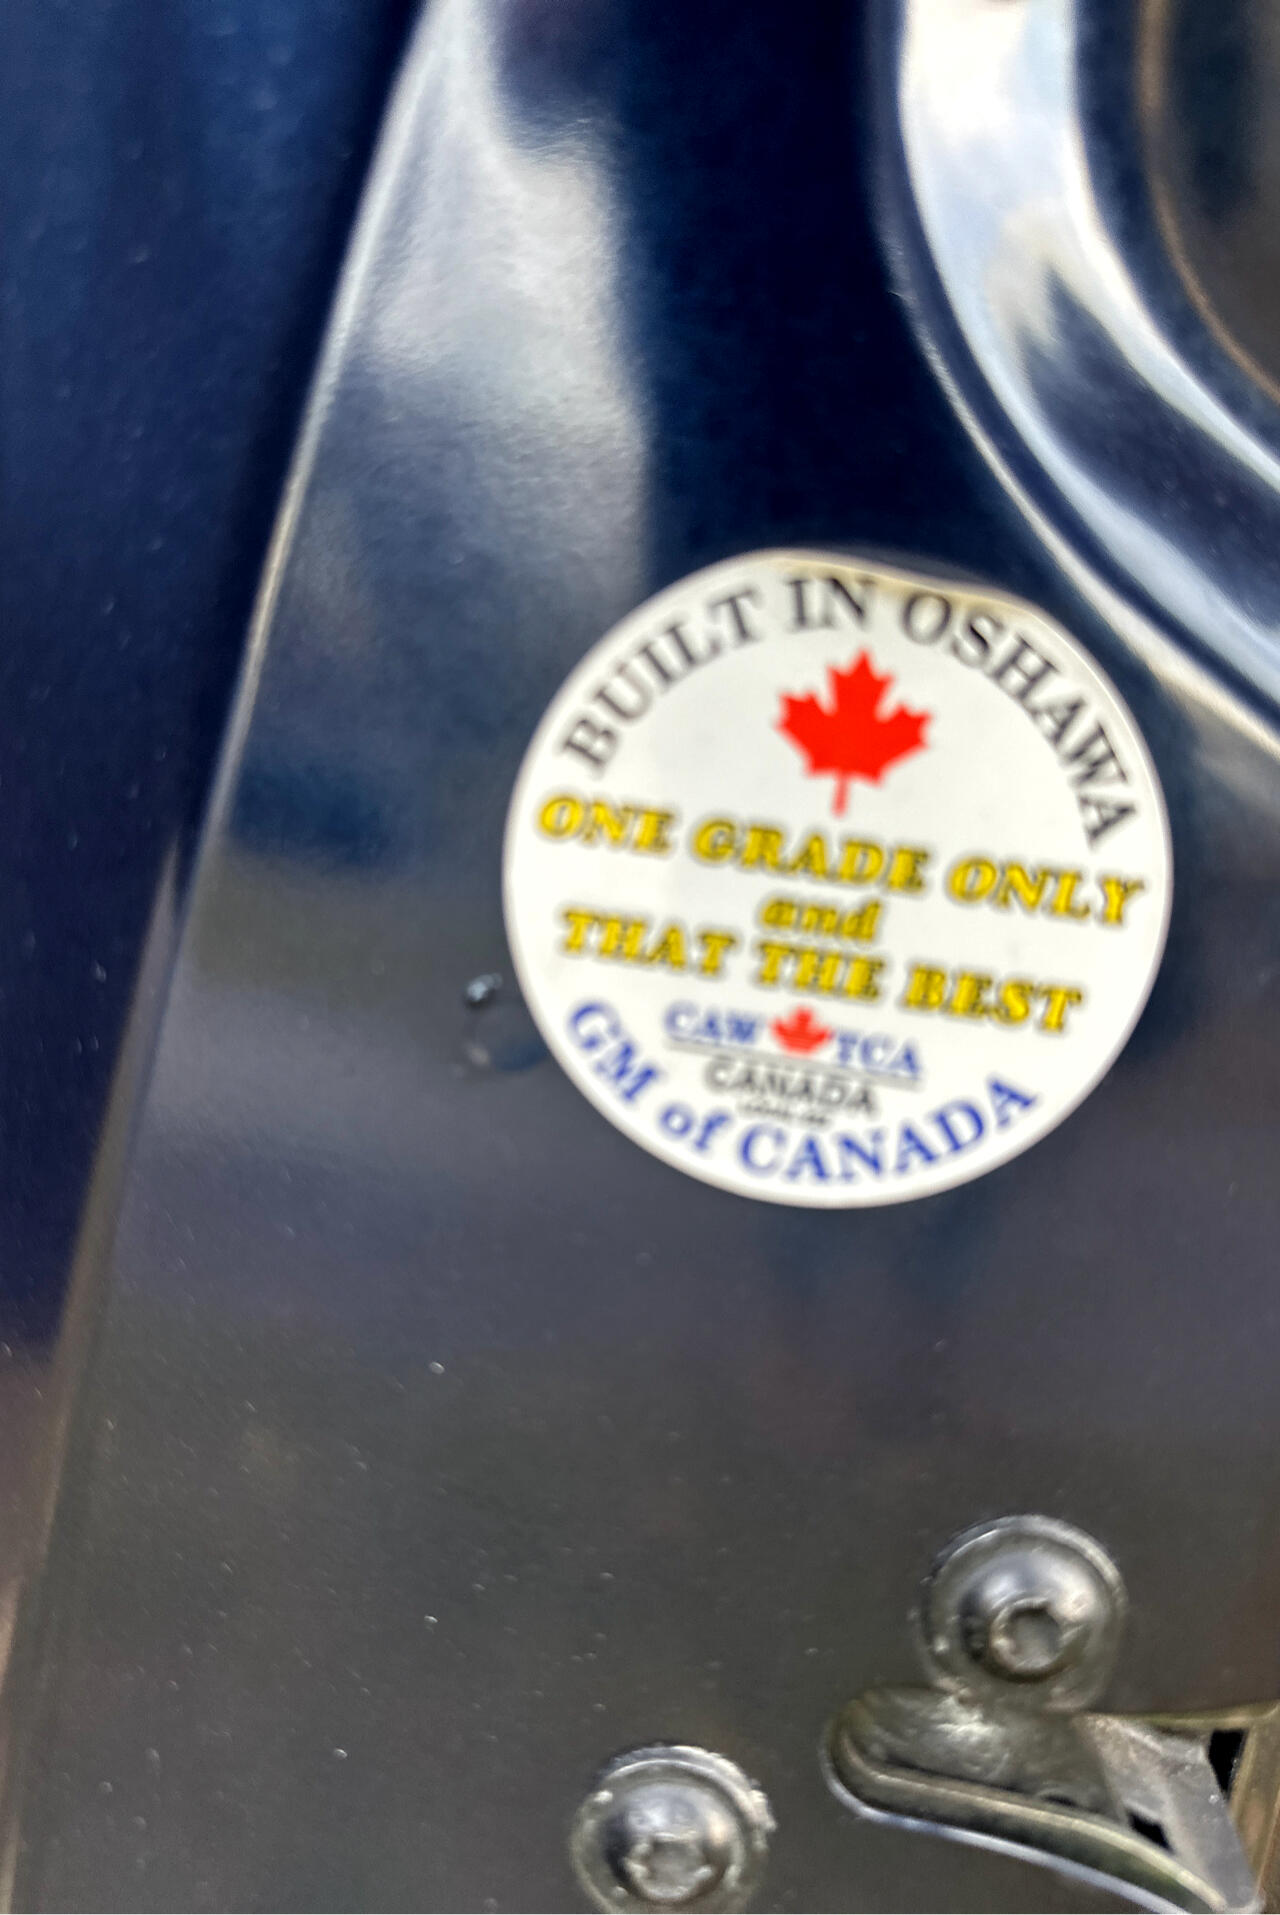 BUILT IN OSHAWA
ONE GRADE ONLY
and
THAT THE BEST
CAW TCA
CANADA
GM of CANADA